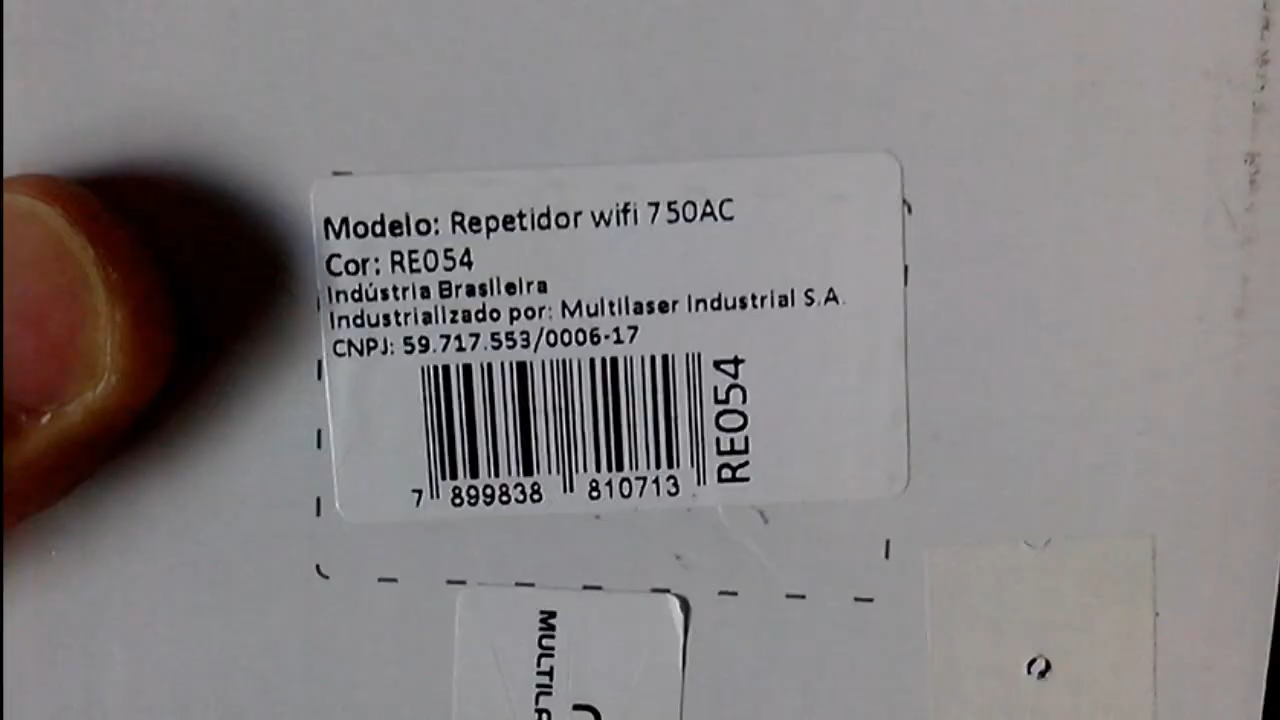 Modelo: Repetidor wifi 750AC
Cor: RE054
Indústria Brasileira
Industrializado por: Multilaser Industrial S.A.
CNPJ: 59.717.553/0006-17
RE054
7 899838 810713